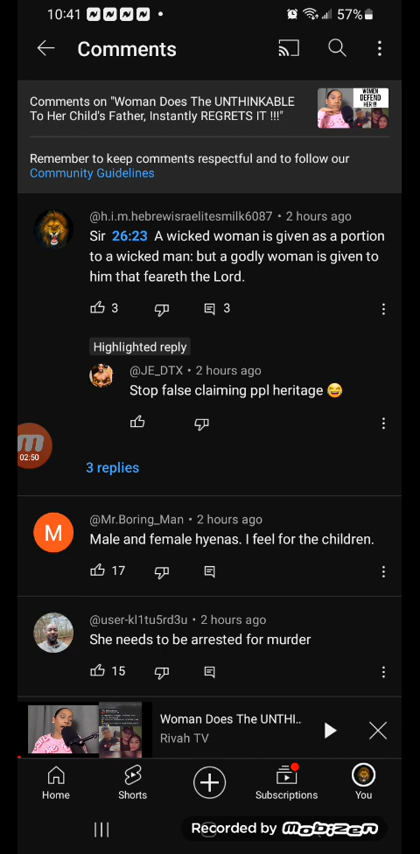 10:41 N N N N • 57%
Comments
Comments on "Woman Does The UNTHINKABLE
To Her Child's Father, Instantly REGRETS IT !!!"
WOMEN
DEFEND
HER !!!
Remember to keep comments respectful and to follow our
Community Guidelines
@h.i.m.hebrewisraelitesmilk6087 • 2 hours ago
Sir 26:23 A wicked woman is given as a portion
to a wicked man: but a godly woman is given to
him that feareth the Lord.
3 3
Highlighted reply
@JE_DTX • 2 hours ago
Stop false claiming ppl heritage 😅
02:50
3 replies
M
@Mr.Boring_Man • 2 hours ago
Male and female hyenas. I feel for the children.
17
@user-kl1tu5rd3u • 2 hours ago
She needs to be arrested for murder
15
Woman Does The UNTHI..
Rivah TV
Home Shorts Subscriptions You
Recorded by mobizen